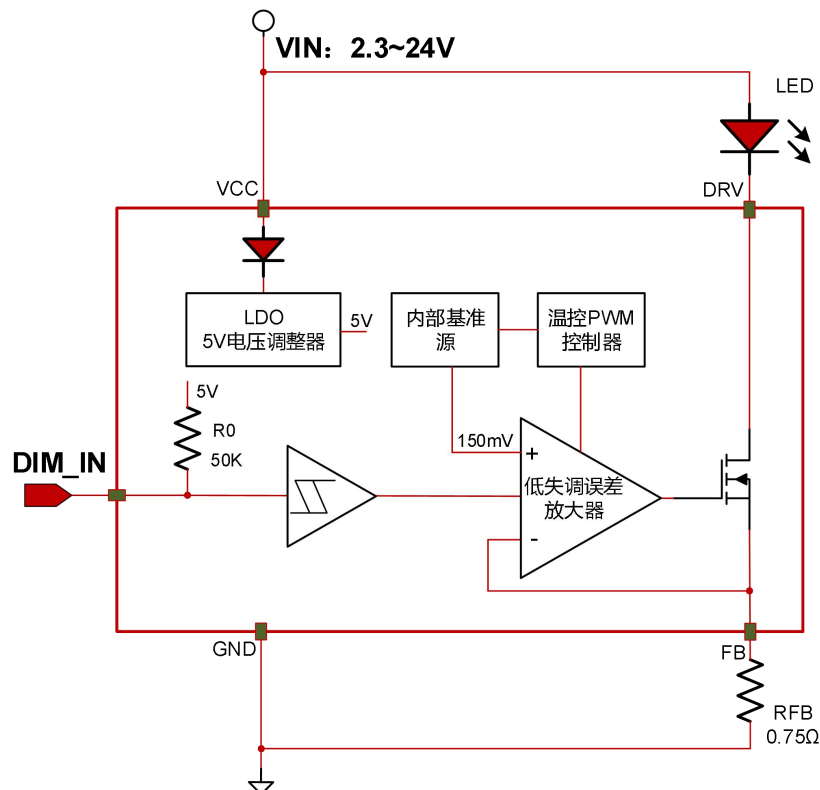 VIN：2.3~24V
LED
VCC
DRV
LDO
5V电压调整器
5V
内部基准
源
温控PWM
控制器
5V
R0
50K
150mV
+
DIM_IN
低失调误差
放大器
-
GND
FB
RFB
0.75Ω